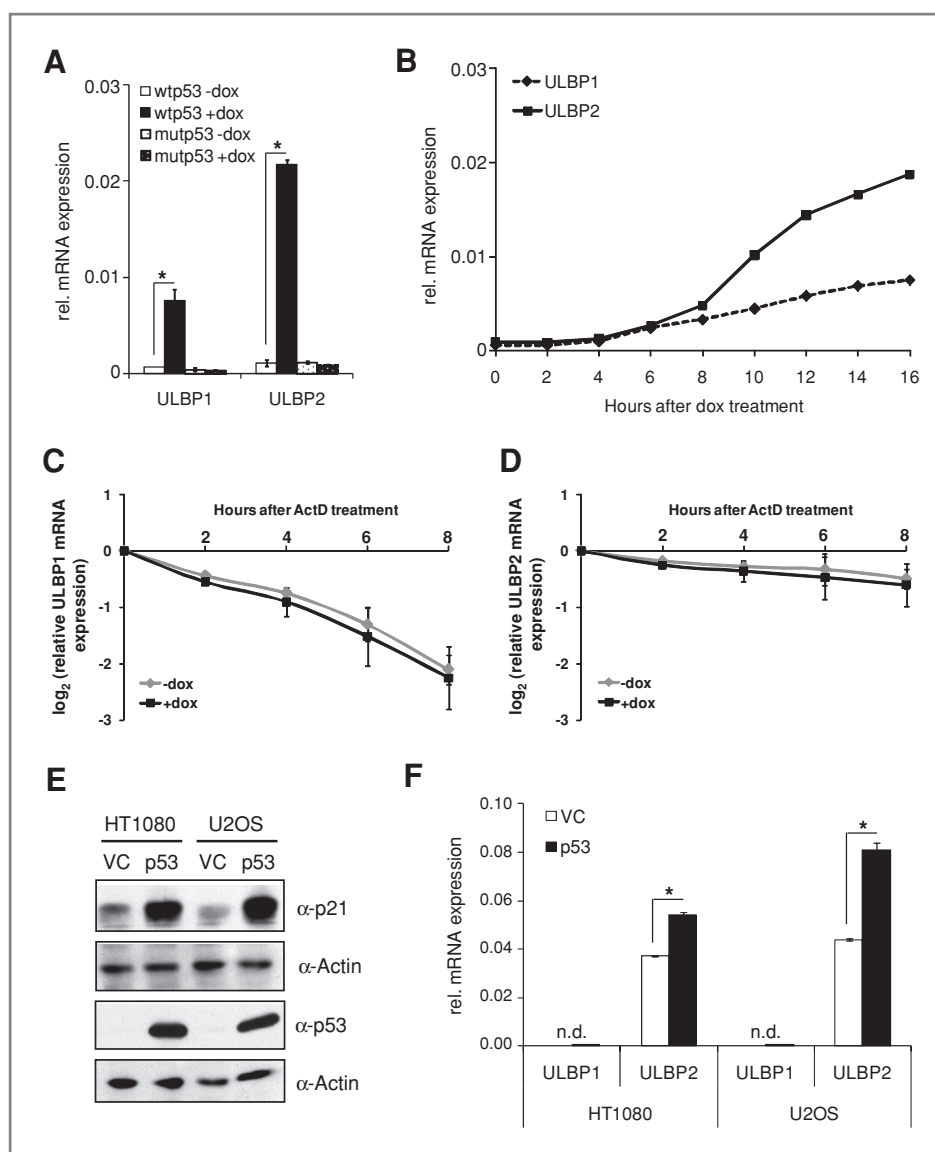 A
wtp53 -dox
wtp53 +dox
mutp53 -dox
mutp53 +dox
rel. mRNA expression
0.03
0.02
0.01
0
*
*
ULBP1
ULBP2
B
ULBP1
ULBP2
rel. mRNA expression
0.03
0.02
0.01
0
0 2 4 6 8 10 12 14 16
Hours after dox treatment
C
Hours after ActD treatment
log2 (relative ULBP1 mRNA
expression)
1
0
-1
-2
-3
2 4 6 8
-dox
+dox
D
Hours after ActD treatment
log2 (relative ULBP2 mRNA
expression)
1
0
-1
-2
-3
2 4 6 8
-dox
+dox
E
HT1080 U2OS
VC p53 VC p53
α-p21
α-Actin
α-p53
α-Actin
F
VC
p53
rel. mRNA expression
0.10
0.08
0.06
0.04
0.02
0.00
n.d.
*
n.d.
*
ULBP1 ULBP2 ULBP1 ULBP2
HT1080 U2OS